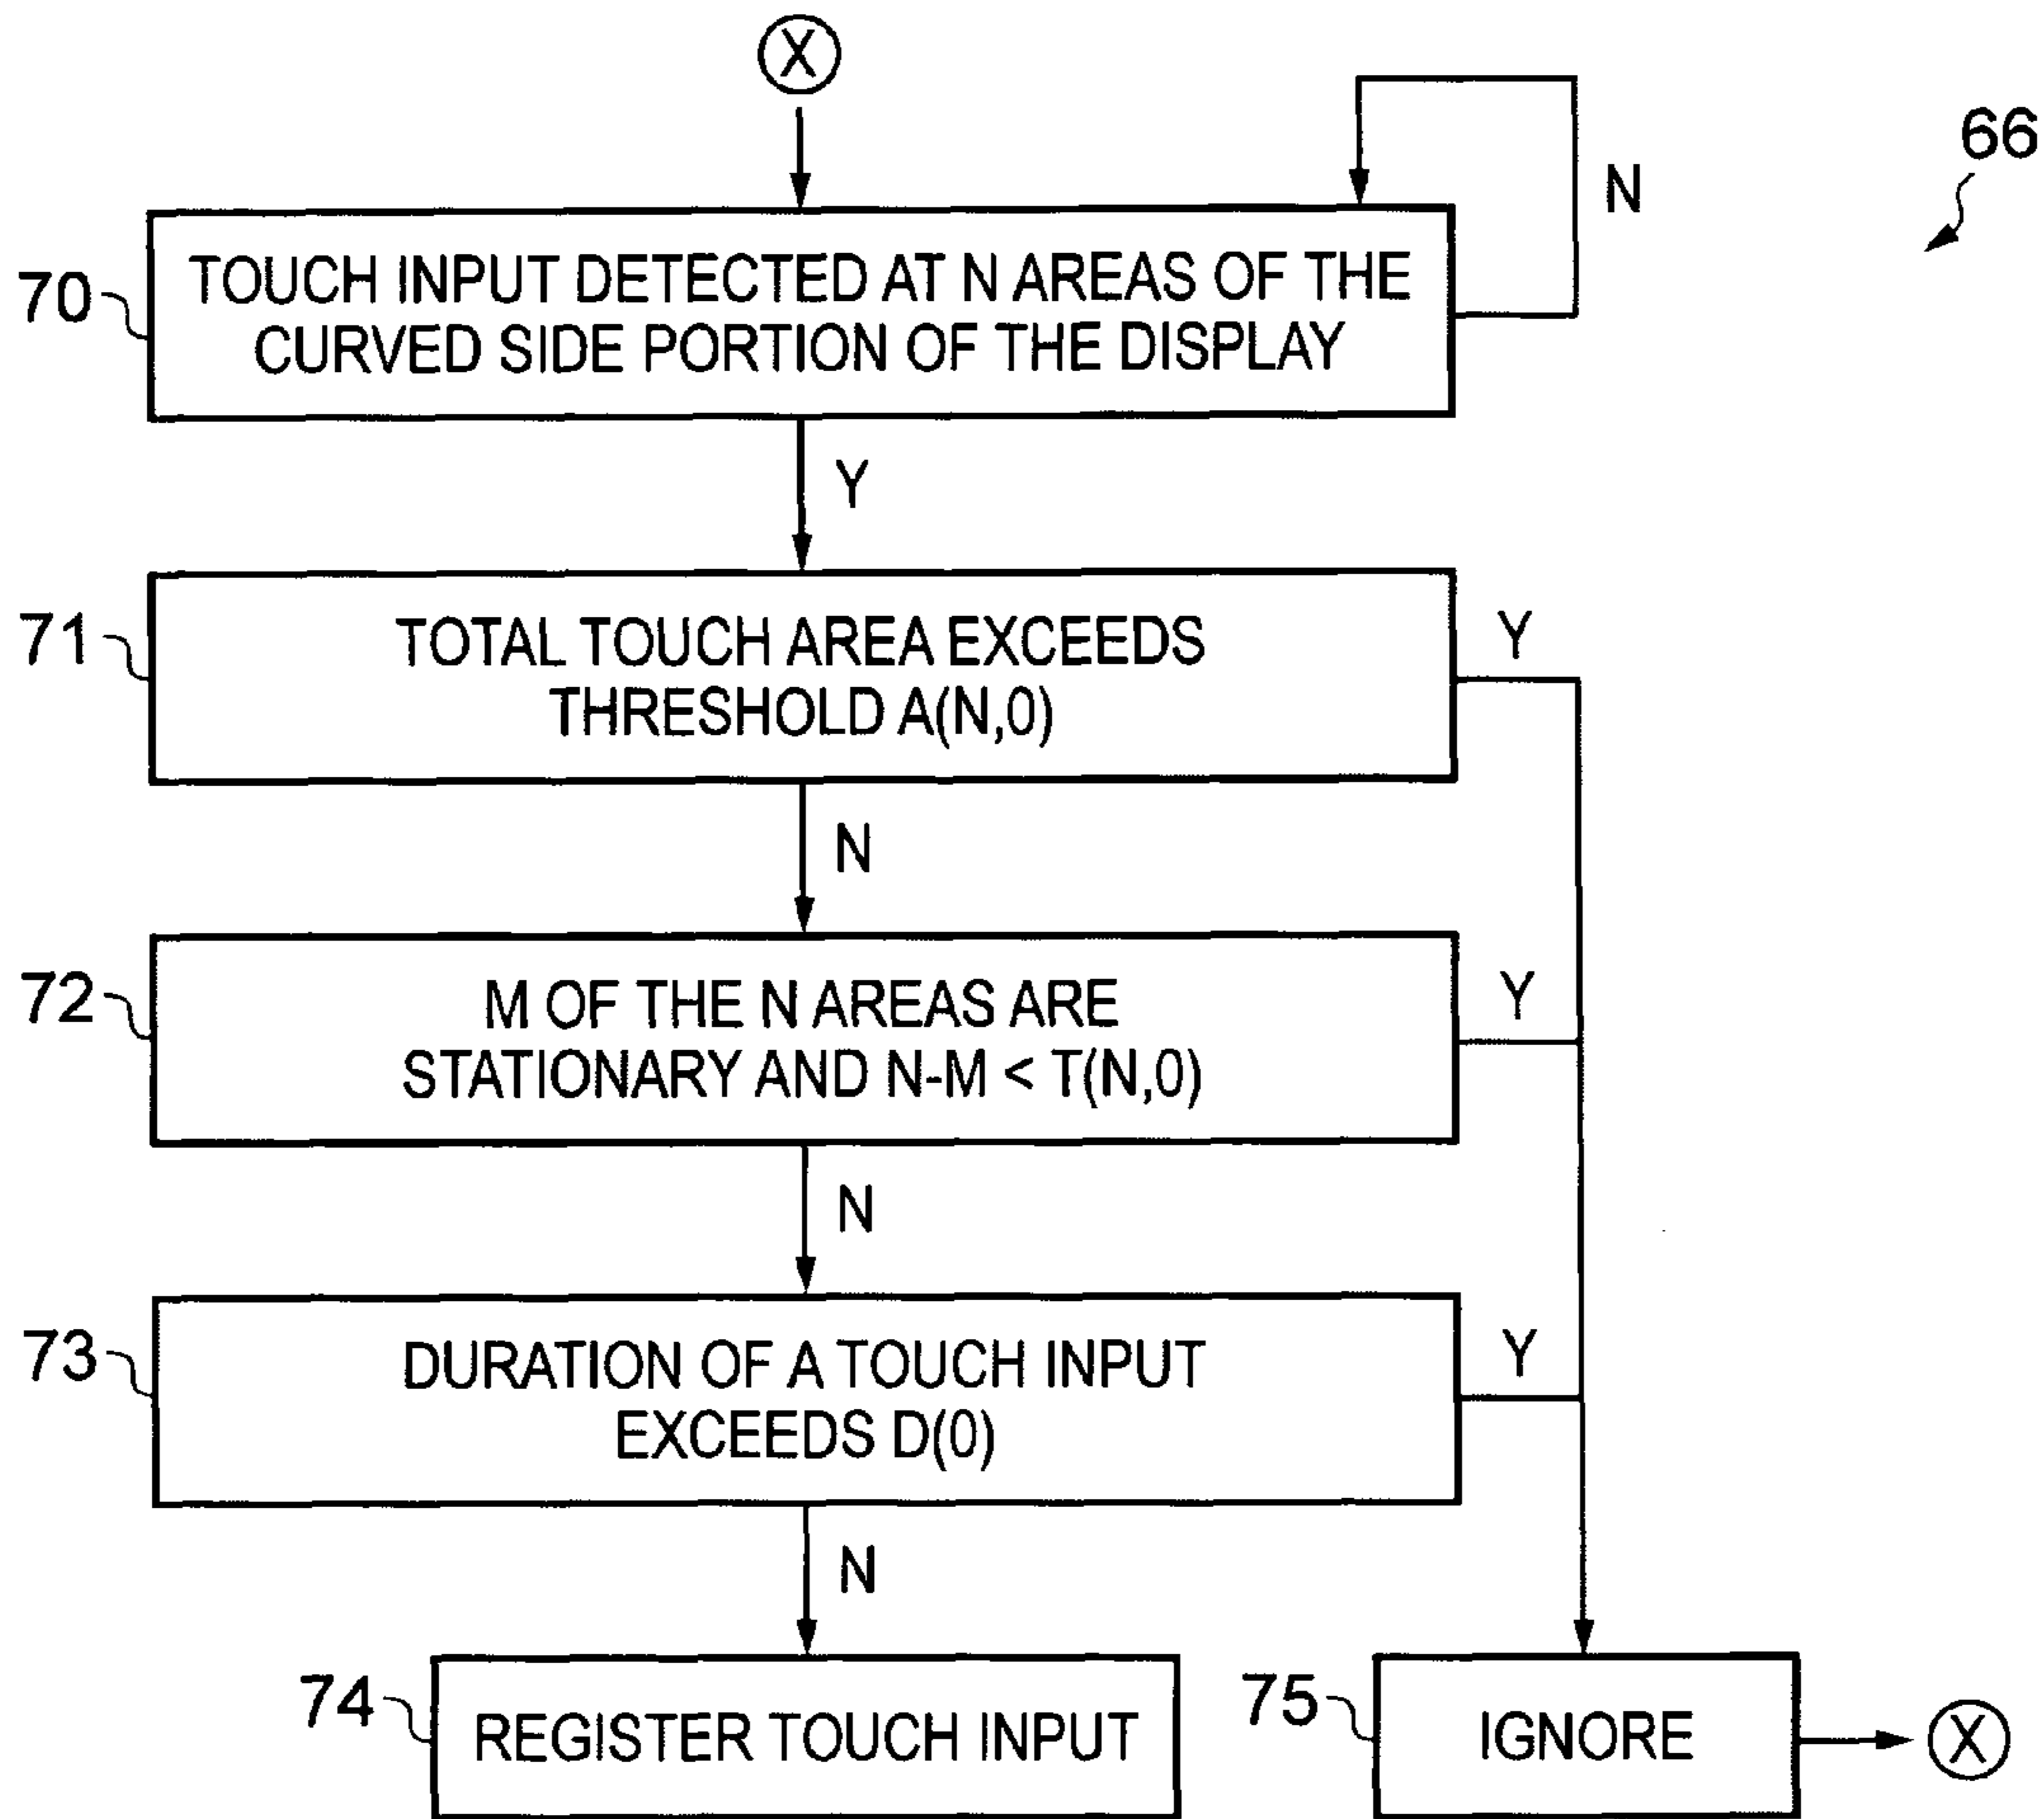 X
66
N
70
TOUCH INPUT DETECTED AT N AREAS OF THE
CURVED SIDE PORTION OF THE DISPLAY
Y
71
TOTAL TOUCH AREA EXCEEDS
THRESHOLD A(N,0)
Y
N
72
M OF THE N AREAS ARE
STATIONARY AND N-M < T(N,0)
Y
N
73
DURATION OF A TOUCH INPUT
EXCEEDS D(0)
Y
N
74
REGISTER TOUCH INPUT
75
IGNORE
X